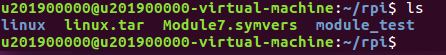 u201900000@u201900000-virtual-machine:~/rpi$ ls
linux linux.tar Module7.symvers module_test
u201900000@u201900000-virtual-machine:~/rpi$